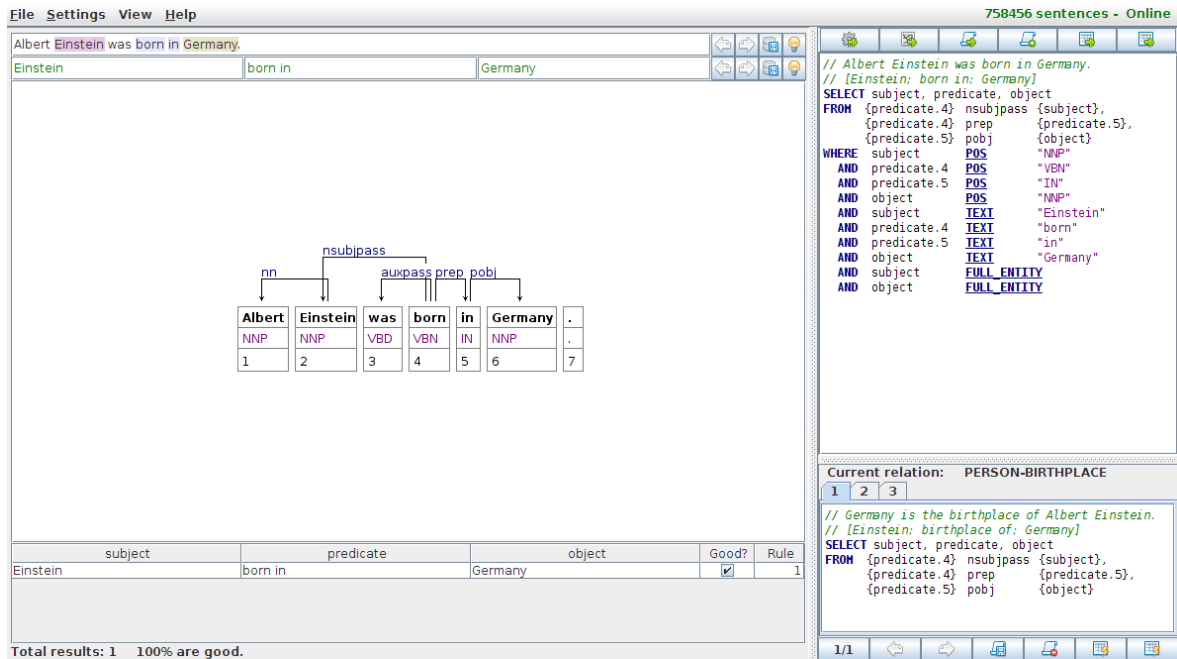 File Settings View Help
758456 sentences - Online
Albert Einstein was born in Germany.
Einstein born in Germany
nsubjpass
nn auxpass prep pobj
Albert Einstein was born in Germany .
NNP NNP VBD VBN IN NNP .
1 2 3 4 5 6 7
subject predicate object Good? Rule
Einstein born in Germany 1
Total results: 1 100% are good.
// Albert Einstein was born in Germany.
// [Einstein; born in; Germany]
SELECT subject, predicate, object
FROM {predicate.4} nsubjpass {subject},
{predicate.4} prep {predicate.5},
{predicate.5} pobj {object}
WHERE subject POS "NNP"
AND predicate.4 POS "VBN"
AND predicate.5 POS "IN"
AND object POS "NNP"
AND subject TEXT "Einstein"
AND predicate.4 TEXT "born"
AND predicate.5 TEXT "in"
AND object TEXT "Germany"
AND subject FULL_ENTITY
AND object FULL_ENTITY
Current relation: PERSON-BIRTHPLACE
1 2 3
// Germany is the birthplace of Albert Einstein.
// [Einstein; birthplace of; Germany]
SELECT subject, predicate, object
FROM {predicate.4} nsubjpass {subject},
{predicate.4} prep {predicate.5},
{predicate.5} pobj {object}
1/1